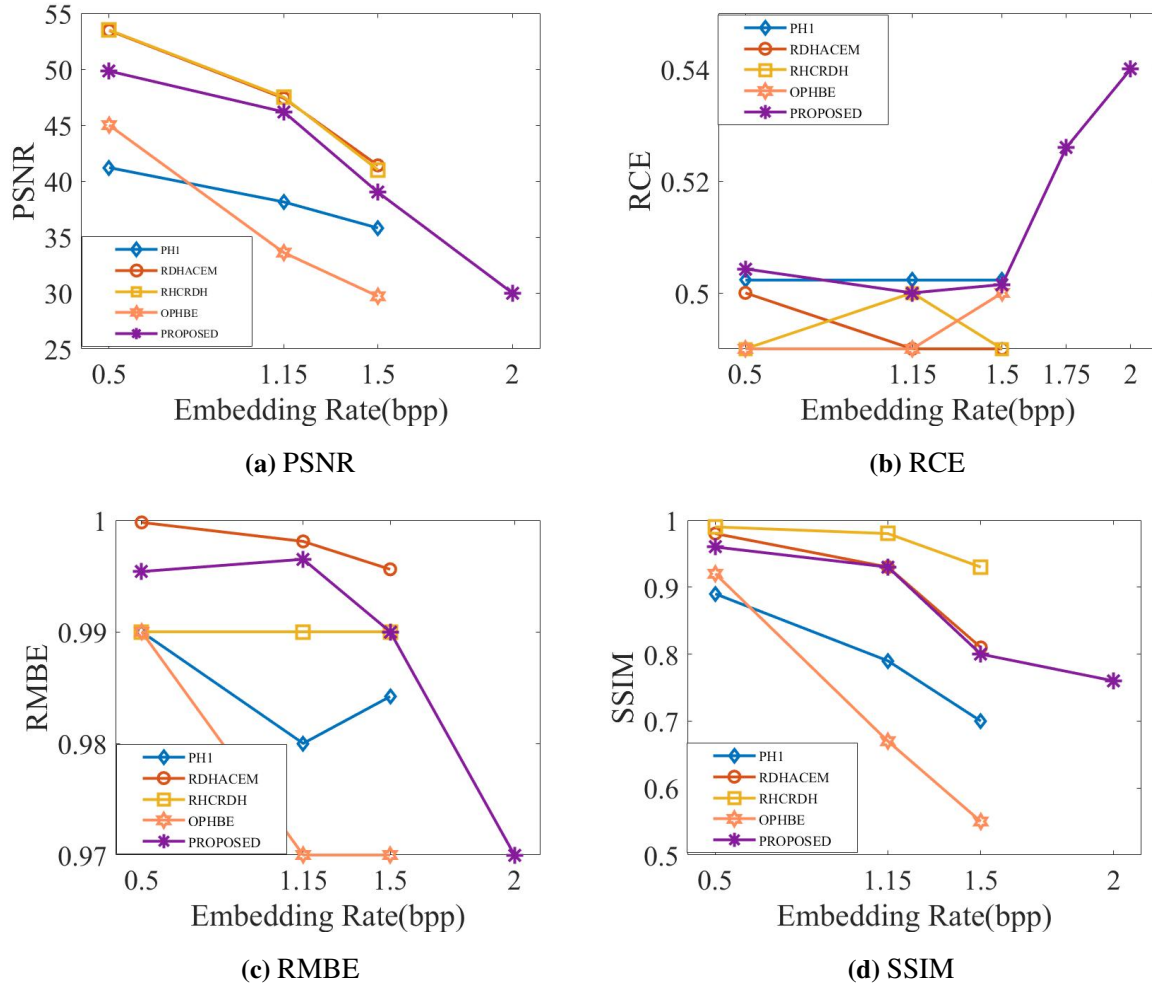 55
50
45
40
35
30
25
PSNR
PH1
RDHACEM
RHCRDH
OPHBE
PROPOSED
0.5 1.15 1.5 2
Embedding Rate(bpp)
(a) PSNR
0.54
0.52
0.5
RCE
PH1
RDHACEM
RHCRDH
OPHBE
PROPOSED
0.5 1.15 1.5 1.75 2
Embedding Rate(bpp)
(b) RCE
1
0.99
0.98
0.97
RMBE
PH1
RDHACEM
RHCRDH
OPHBE
PROPOSED
0.5 1.15 1.5 2
Embedding Rate(bpp)
(c) RMBE
1
0.9
0.8
0.7
0.6
0.5
SSIM
PH1
RDHACEM
RHCRDH
OPHBE
PROPOSED
0.5 1.15 1.5 2
Embedding Rate(bpp)
(d) SSIM